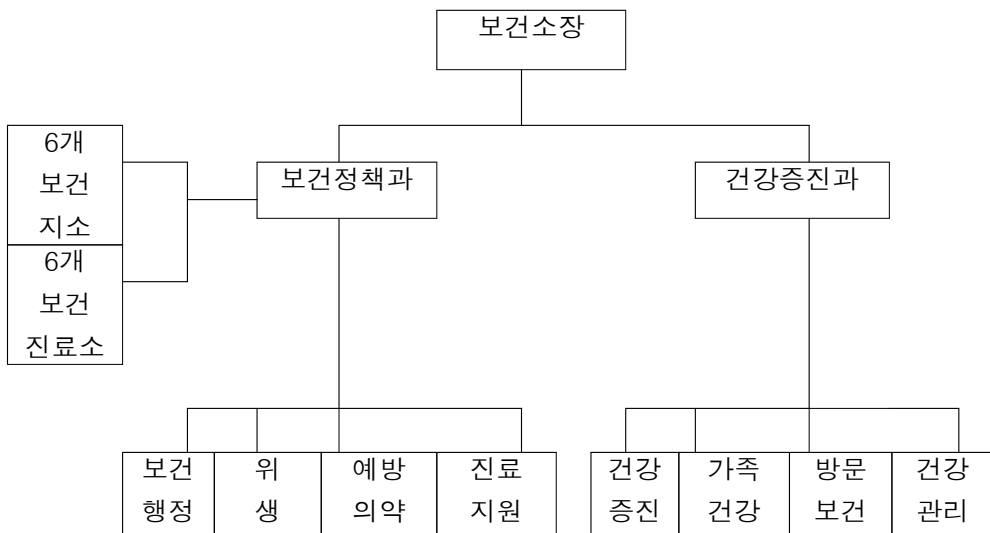 보건소장
6개
보건
지소
6개
보건
진료소
보건정책과
건강증진과
보건
행정
위
생
예방
의약
진료
지원
건강
증진
가족
건강
방문
보건
건강
관리